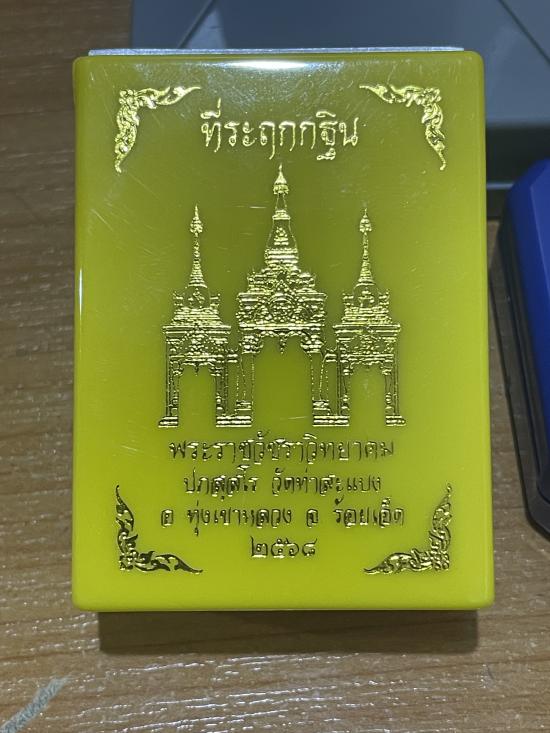 ที่ระฤกกฐิน
พระราชวัชราวิทยาคม
ปภสฺสโร วัดท่าสะแบง
อ ทุ่งเขาหลวง จ ร้อยเอ็ด
๒๕๖๘